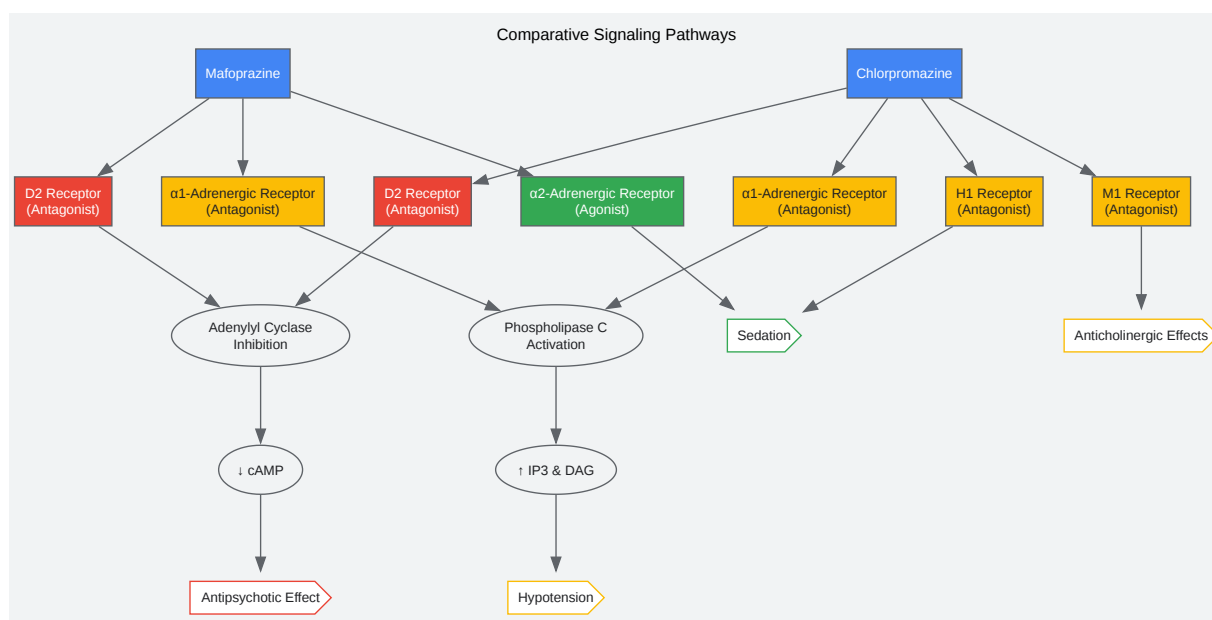 Comparative Signaling Pathways
Mafoprazine
Chlorpromazine
D2 Receptor
(Antagonist)
α1-Adrenergic Receptor
(Antagonist)
D2 Receptor
(Antagonist)
α2-Adrenergic Receptor
(Agonist)
α1-Adrenergic Receptor
(Antagonist)
H1 Receptor
(Antagonist)
M1 Receptor
(Antagonist)
Adenylyl Cyclase
Inhibition
Phospholipase C
Activation
Sedation
Anticholinergic Effects
↓ cAMP
↑ IP3 & DAG
Antipsychotic Effect
Hypotension